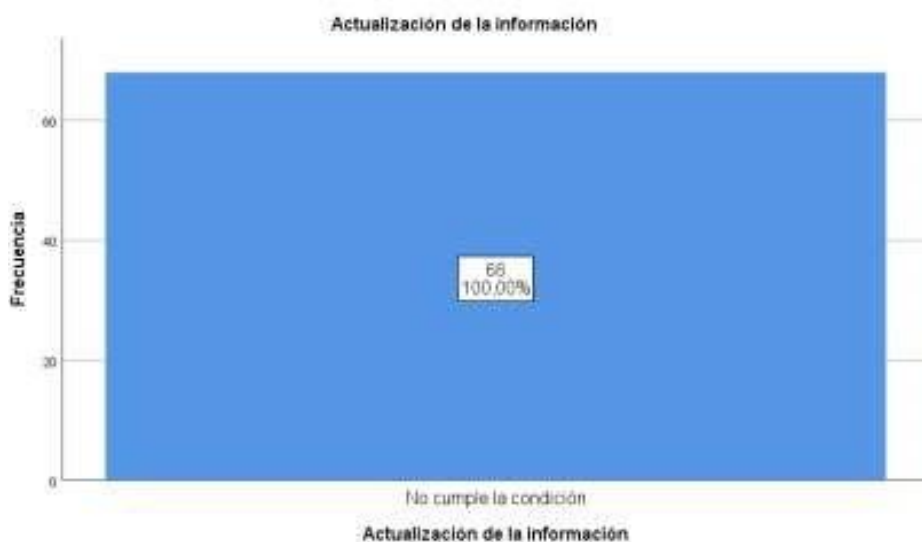 Actualización de la información
60
40
20
0
Frecuencia
68
100,00%
No cumple la condición
Actualización de la información